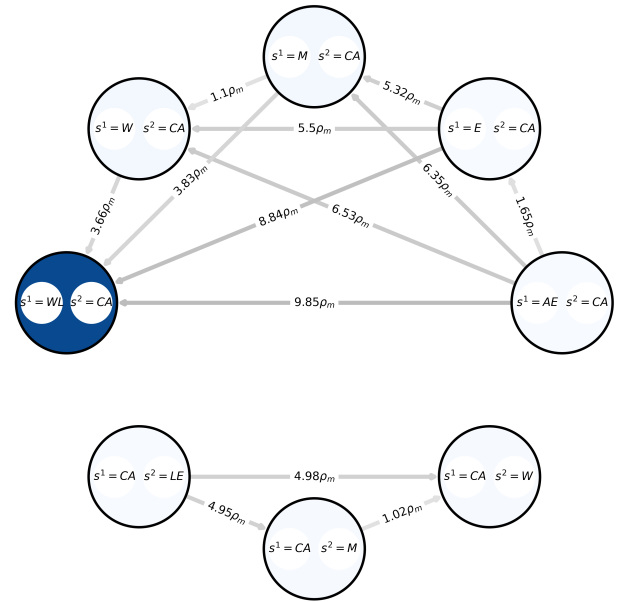 s¹ = M s² = CA
1.1ρₘ
5.32ρₘ
s¹ = W s² = CA
5.5ρₘ
s¹ = E s² = CA
3.83ρₘ
6.35ρₘ
3.66ρₘ
8.84ρₘ
6.53ρₘ
1.65ρₘ
s¹ = WL s² = CA
9.85ρₘ
s¹ = AE s² = CA
s¹ = CA s² = LE
4.98ρₘ
s¹ = CA s² = W
4.95ρₘ
1.02ρₘ
s¹ = CA s² = M